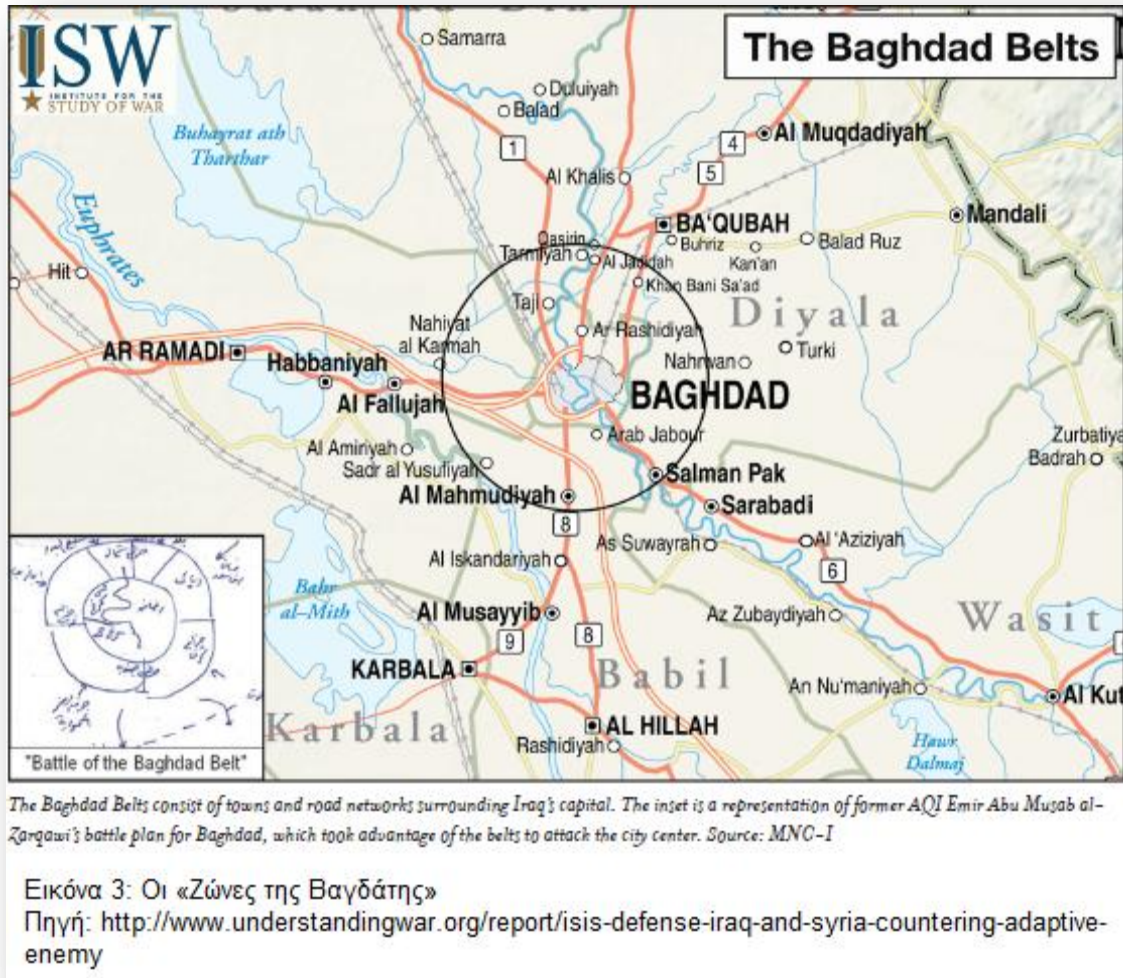 ISW
INSTITUTE FOR THE
STUDY OF WAR
The Baghdad Belts
Samarra
Duluiyah
Balad
Buhayrat ath
Tharthar
1
4
Al Muqdadiyah
5
Al Khalis
Euphrates
BA'QUBAH
Mandali
Qasirin
Buhriz
Balad Ruz
Tarmiyah
Al Jadidah
Kan'an
Hit
Khan Bani Sa'ad
Taji
Diyala
Nahiyat
al Karmah
Ar Rashidiyah
AR RAMADI
Habbaniyah
Nahrwan
Turki
Al Fallujah
BAGHDAD
Al Amiriyah
Arab Jabour
Zurbatiya
Badrah
Sadr al Yusufiyah
Salman Pak
Al Mahmudiyah
Sarabadi
8
As Suwayrah
Al 'Aziziyah
Al Iskandariyah
6
Bahr
al-Mith
Al Musayyib
Az Zubaydiyah
Wasit
9
8
KARBALA
Babil
An Nu'maniyah
Al Kut
Karbala
AL HILLAH
Rashidiyah
Hawr
Dalmaj
"Battle of the Baghdad Belt"
The Baghdad Belts consist of towns and road networks surrounding Iraq's capital. The inset is a representation of former AQI Emir Abu Musab al-
Zarqawi's battle plan for Baghdad, which took advantage of the belts to attack the city center. Source: MNC-I
Εικόνα 3: Οι «Ζώνες της Βαγδάτης»
Πηγή: http://www.understandingwar.org/report/isis-defense-iraq-and-syria-countering-adaptive-
enemy